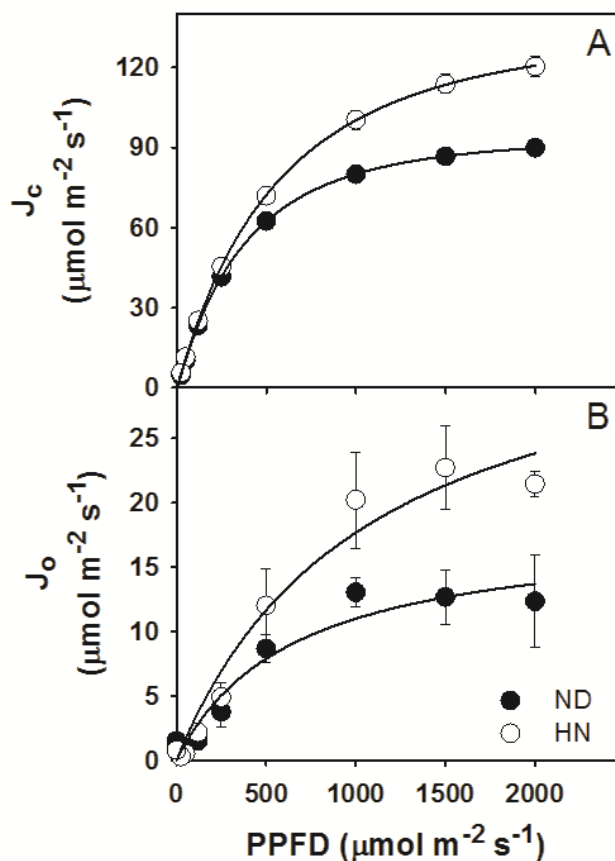 A
120
90
60
30
0
J_c
(μmol m⁻² s⁻¹)
B
25
20
15
10
5
0
J_o
(μmol m⁻² s⁻¹)
ND
HN
0 500 1000 1500 2000
PPFD (μmol m⁻² s⁻¹)